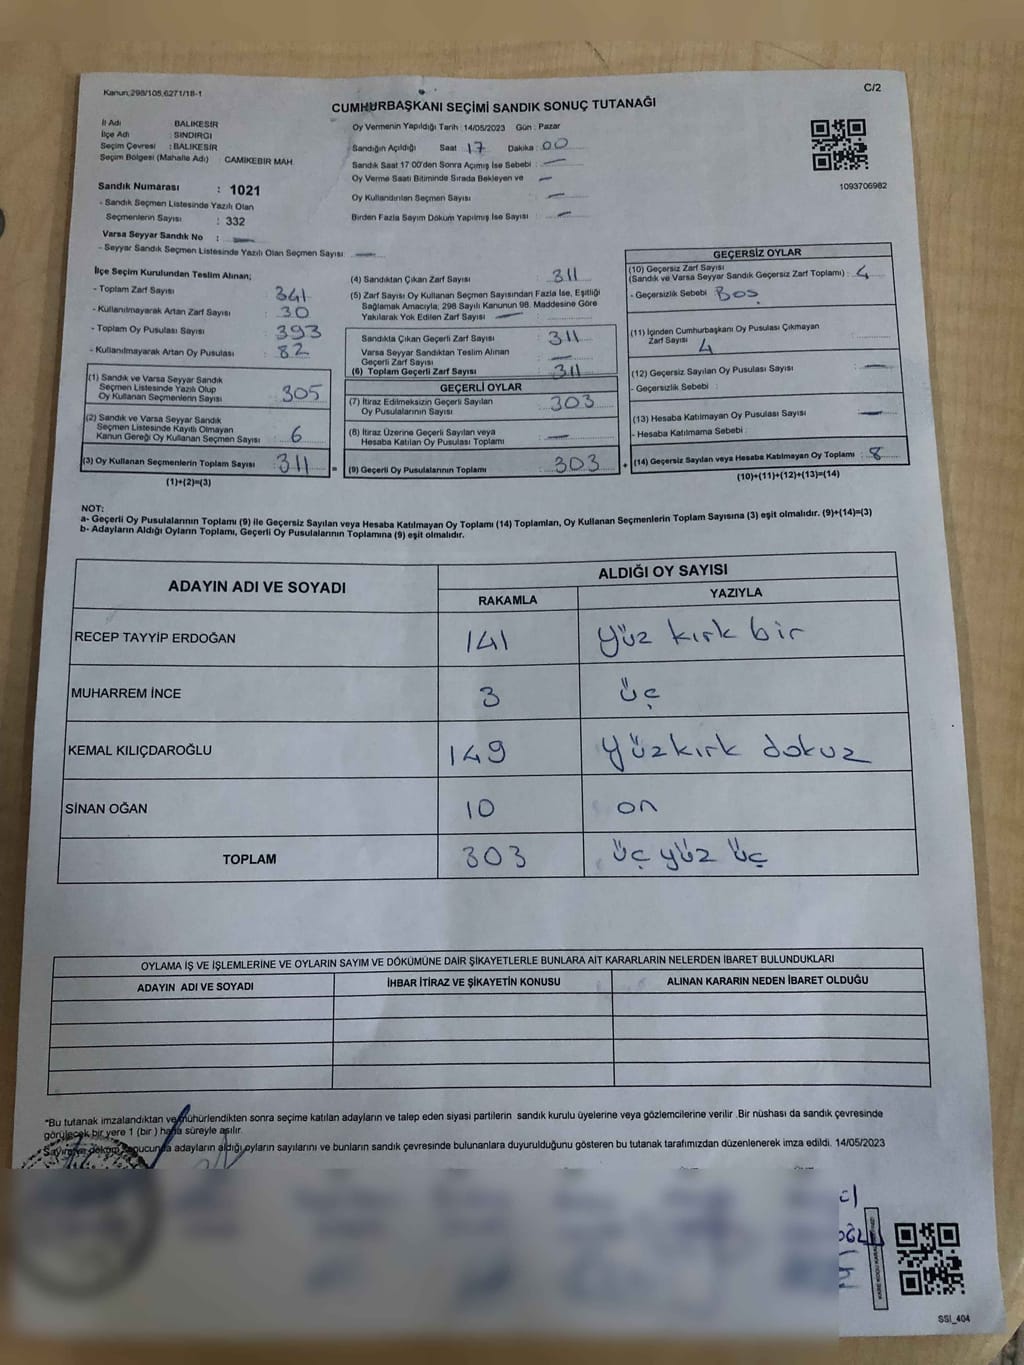 Kanun:298/105,6271/18-1
C/2
CUMHURBAŞKANI SEÇİMİ SANDIK SONUÇ TUTANAĞI
İl Adı : BALIKESİR
İlçe Adı : SINDIRGI
Seçim Çevresi : BALIKESİR
Seçim Bölgesi (Mahalle Adı) : CAMİKEBİR MAH.
Sandık Numarası : 1021
- Sandık Seçmen Listesinde Yazılı Olan
Seçmenlerin Sayısı : 332
Varsa Seyyar Sandık No : —
- Seyyar Sandık Seçmen Listesinde Yazılı Olan Seçmen Sayısı: —
Oy Vermenin Yapıldığı Tarih :14/05/2023 Gün : Pazar
Sandığın Açıldığı Saat 17 Dakika : 00
Sandık Saat 17:00'den Sonra Açımış İse Sebebi : —
Oy Verme Saati Bitiminde Sırada Bekleyen ve —
Oy Kullandırılan Seçmen Sayısı : —
Birden Fazla Sayım Döküm Yapılmış İse Sayısı : —
1093706982
İlçe Seçim Kurulundan Teslim Alınan;
- Toplam Zarf Sayısı : 341
- Kullanılmayarak Artan Zarf Sayısı : 30
- Toplam Oy Pusulası Sayısı : 393
- Kullanılmayarak Artan Oy Pusulası : 82
(1) Sandık ve Varsa Seyyar Sandık
Seçmen Listesinde Yazılı Olup
Oy Kullanan Seçmenlerin Sayısı : 305
(2) Sandık ve Varsa Seyyar Sandık
Seçmen Listesinde Kayıtlı Olmayan
Kanun Gereği Oy Kullanan Seçmen Sayısı : 6
(3) Oy Kullanan Seçmenlerin Toplam Sayısı : 311
(1)+(2)=(3)
(4) Sandıktan Çıkan Zarf Sayısı : 311
(5) Zarf Sayısı Oy Kullanan Seçmen Sayısından Fazla İse, Eşitliği
Sağlamak Amacıyla; 298 Sayılı Kanunun 98. Maddesine Göre
Yakılarak Yok Edilen Zarf Sayısı : —
Sandıkta Çıkan Geçerli Zarf Sayısı : 311
Varsa Seyyar Sandıktan Teslim Alınan
Geçerli Zarf Sayısı : —
(6) Toplam Geçerli Zarf Sayısı : 311
GEÇERLİ OYLAR
(7) İtiraz Edilmeksizin Geçerli Sayılan
Oy Pusulalarının Sayısı : 303
(8) İtiraz Üzerine Geçerli Sayılan veya
Hesaba Katılan Oy Pusulası Toplamı : —
= (9) Geçerli Oy Pusulalarının Toplamı : 303 +
GEÇERSİZ OYLAR
(10) Geçersiz Zarf Sayısı
(Sandık ve Varsa Seyyar Sandık Geçersiz Zarf Toplamı) : 4
- Geçersizlik Sebebi : Boş
(11) İçinden Cumhurbaşkanı Oy Pusulası Çıkmayan
Zarf Sayısı : 4
(12) Geçersiz Sayılan Oy Pusulası Sayısı : —
- Geçersizlik Sebebi :
(13) Hesaba Katılmayan Oy Pusulası Sayısı : —
- Hesaba Katılmama Sebebi :
(14) Geçersiz Sayılan veya Hesaba Katılmayan Oy Toplamı : 8
(10)+(11)+(12)+(13)=(14)
NOT:
a- Geçerli Oy Pusulalarının Toplamı (9) ile Geçersiz Sayılan veya Hesaba Katılmayan Oy Toplamı (14) Toplamları, Oy Kullanan Seçmenlerin Toplam Sayısına (3) eşit olmalıdır. (9)+(14)=(3)
b- Adayların Aldığı Oyların Toplamı, Geçerli Oy Pusulalarının Toplamına (9) eşit olmalıdır.
ADAYIN ADI VE SOYADI
ALDIĞI OY SAYISI
RAKAMLA YAZIYLA
RECEP TAYYİP ERDOĞAN 141 Yüz kırk bir
MUHARREM İNCE 3 üç
KEMAL KILIÇDAROĞLU 149 Yüzkırk dokuz
SİNAN OĞAN 10 on
TOPLAM 303 üç yüz üç
OYLAMA İŞ VE İŞLEMLERİNE VE OYLARIN SAYIM VE DÖKÜMÜNE DAİR ŞİKAYETLERLE BUNLARA AİT KARARLARIN NELERDEN İBARET BULUNDUKLARI
ADAYIN ADI VE SOYADI İHBAR İTİRAZ VE ŞİKAYETİN KONUSU ALINAN KARARIN NEDEN İBARET OLDUĞU
*Bu tutanak imzalandıktan ve mühürlendikten sonra seçime katılan adayların ve talep eden siyasi partilerin sandık kurulu üyelerine veya gözlemcilerine verilir .Bir nüshası da sandık çevresinde
görülecek bir yere 1 (bir ) hafta süreyle asılır.
Sayım ve döküm sonucunda adayların aldığı oyların sayılarını ve bunların sandık çevresinde bulunanlara duyurulduğunu gösteren bu tutanak tarafımızdan düzenlenerek imza edildi. 14/05/2023
SSI_404